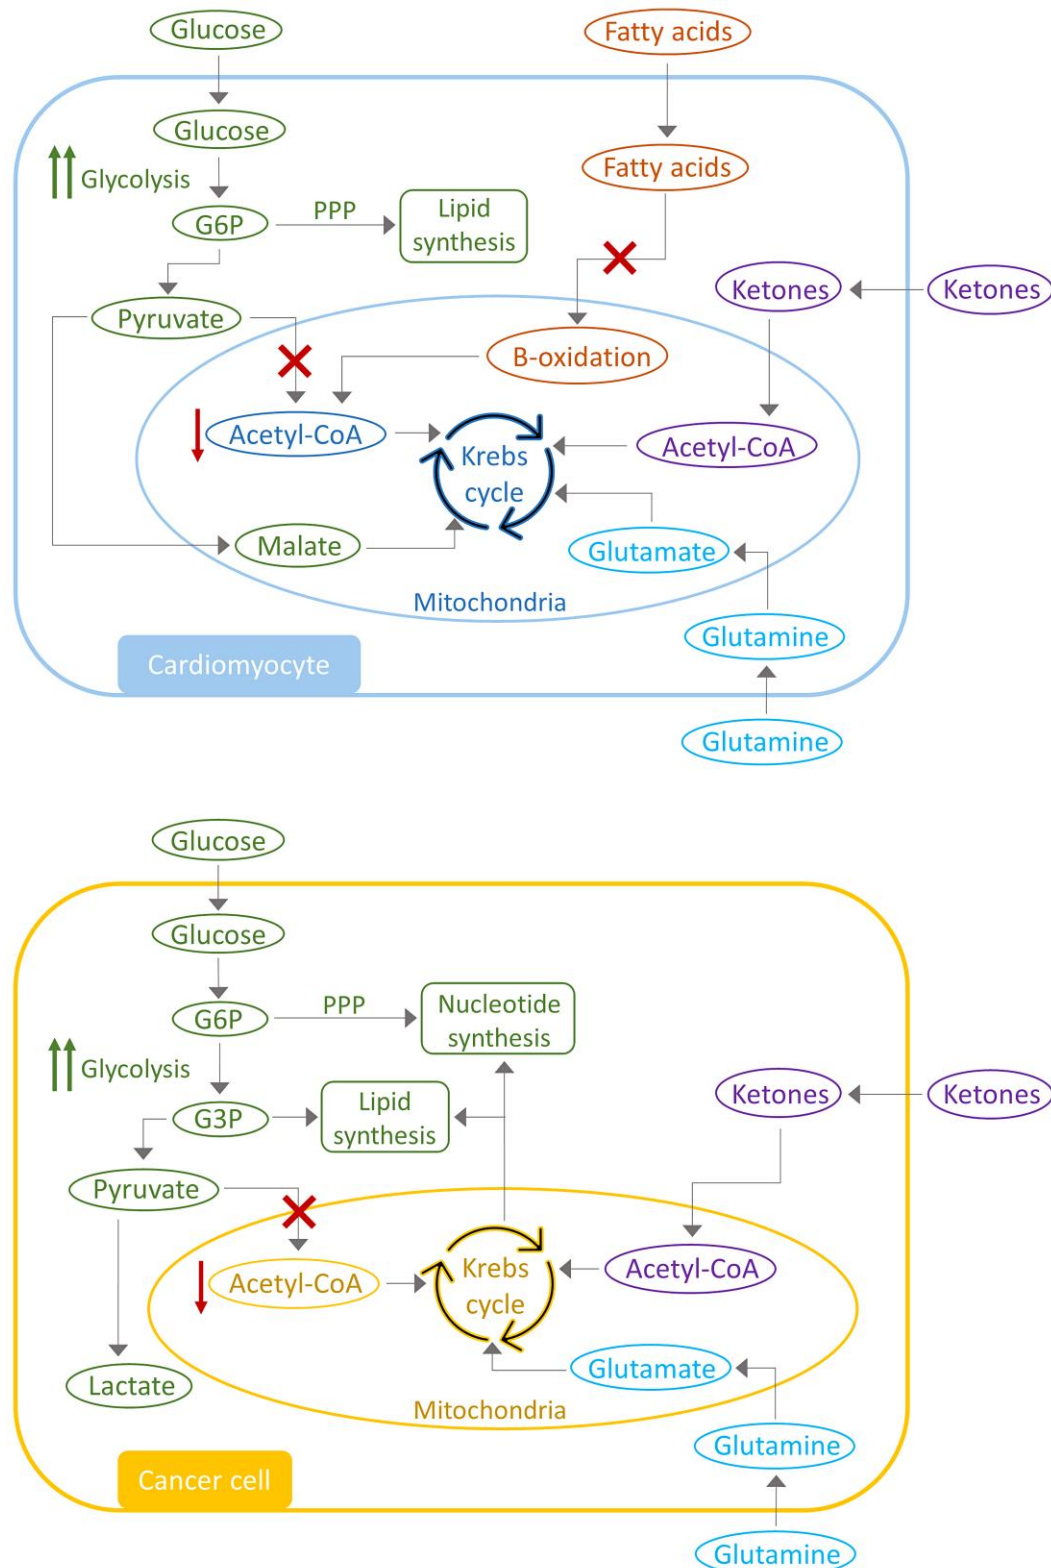 Glucose
Fatty acids
Glucose
Fatty acids
Glycolysis
G6P
PPP
Lipid
synthesis
Ketones
Ketones
Pyruvate
B-oxidation
Acetyl-CoA
Krebs
cycle
Acetyl-CoA
Malate
Glutamate
Mitochondria
Glutamine
Cardiomyocyte
Glutamine
Glucose
Glucose
G6P
PPP
Nucleotide
synthesis
Glycolysis
G3P
Lipid
synthesis
Ketones
Ketones
Pyruvate
Acetyl-CoA
Krebs
cycle
Acetyl-CoA
Lactate
Glutamate
Mitochondria
Glutamine
Cancer cell
Glutamine